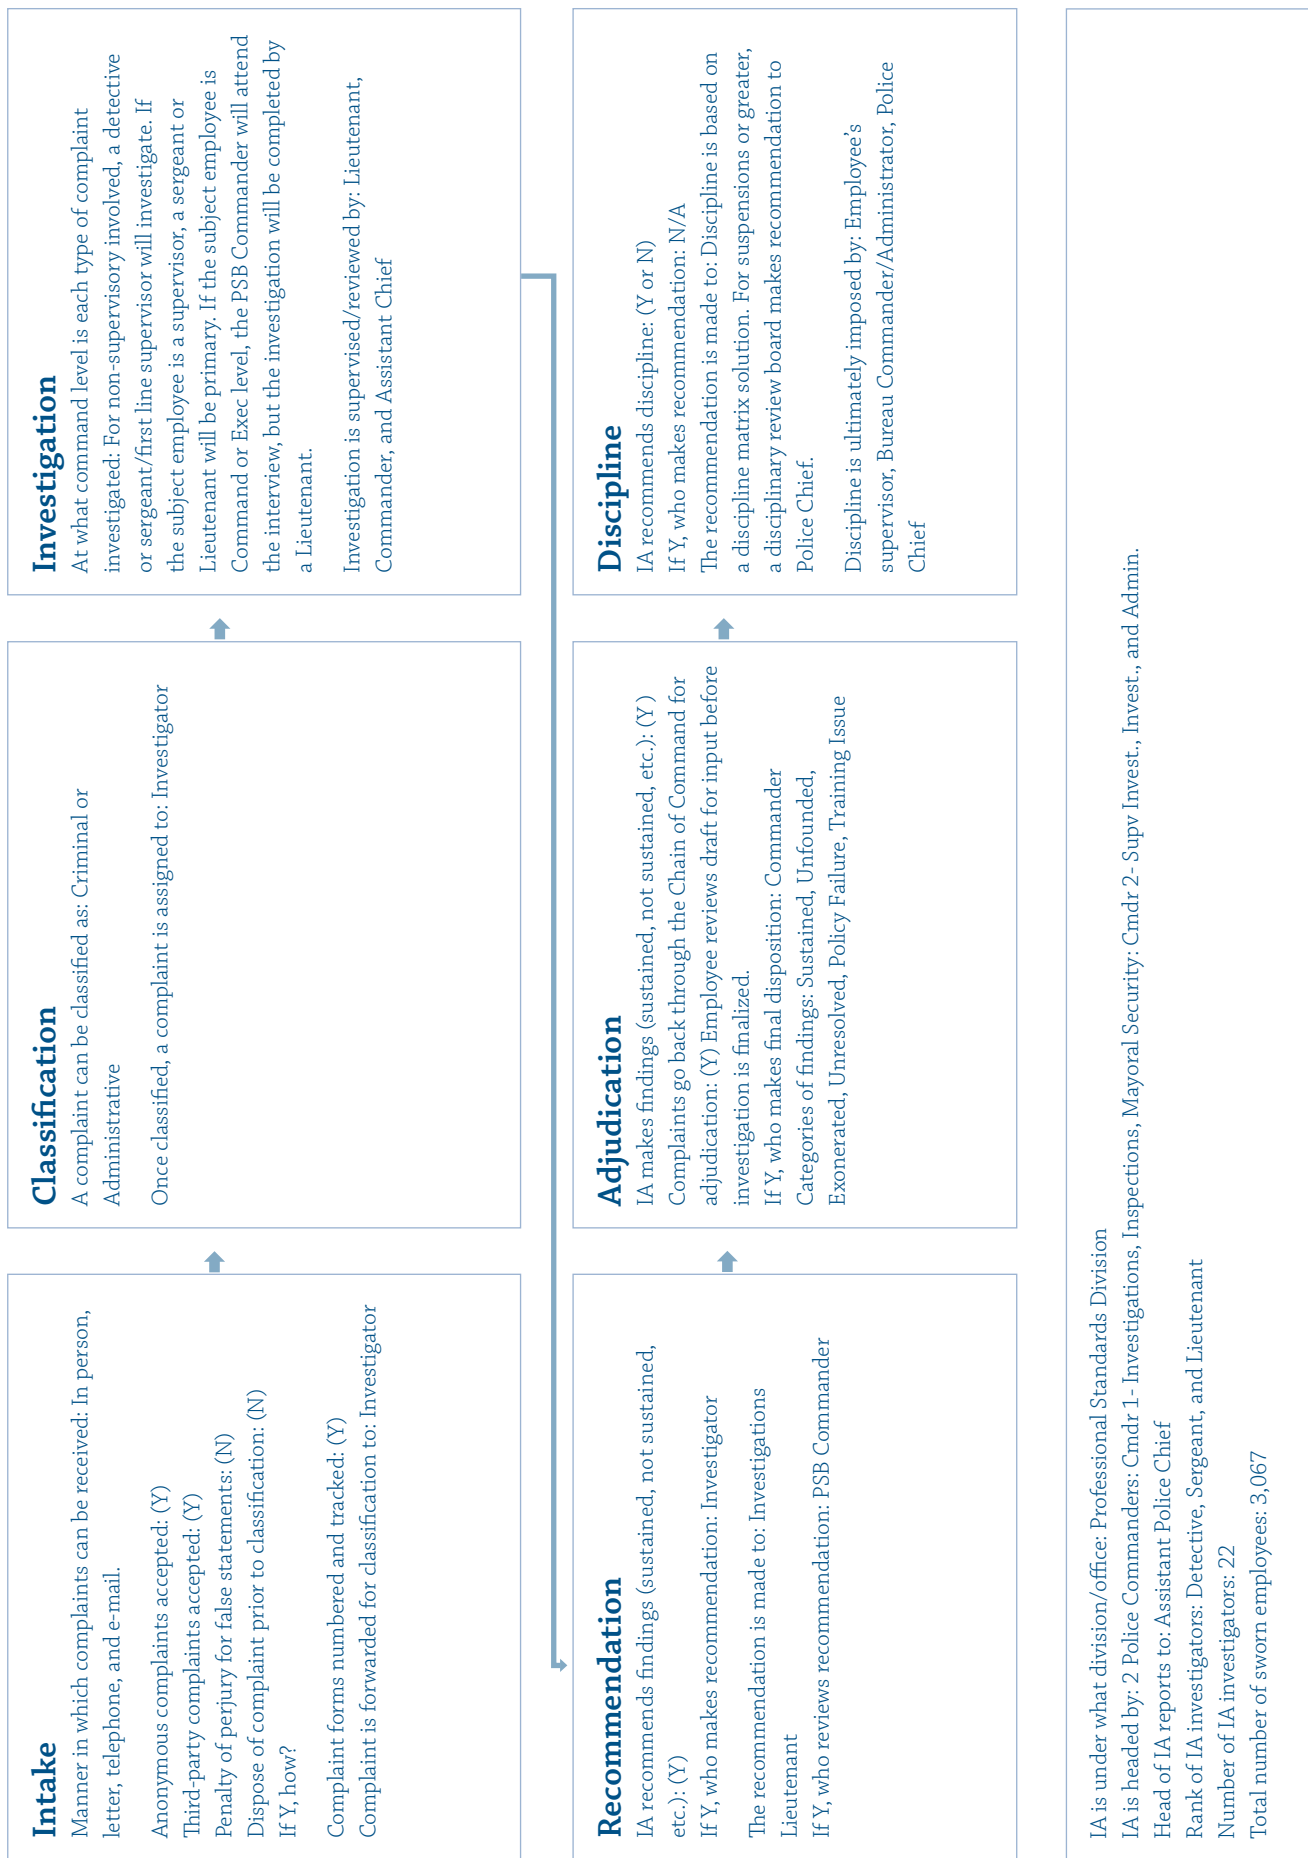 Intake
Manner in which complaints can be received: In person,
letter, telephone, and e-mail.
Anonymous complaints accepted: (Y)
Third-party complaints accepted: (Y)
Penalty of perjury for false statements: (N)
Dispose of complaint prior to classification: (N)
If Y, how?
Complaint forms numbered and tracked: (Y)
Complaint is forwarded for classification to: Investigator
Classification
A complaint can be classified as: Criminal or
Administrative
Once classified, a complaint is assigned to: Investigator
Investigation
At what command level is each type of complaint
investigated: For non-supervisory involved, a detective
or sergeant/first line supervisor will investigate. If
the subject employee is a supervisor, a sergeant or
Lieutenant will be primary. If the subject employee is
Command or Exec level, the PSB Commander will attend
the interview, but the investigation will be completed by
a Lieutenant.
Investigation is supervised/reviewed by: Lieutenant,
Commander, and Assistant Chief
Recommendation
IA recommends findings (sustained, not sustained,
etc.): (Y)
If Y, who makes recommendation: Investigator
The recommendation is made to: Investigations
Lieutenant
If Y, who reviews recommendation: PSB Commander
Adjudication
IA makes findings (sustained, not sustained, etc.): (Y )
Complaints go back through the Chain of Command for
adjudication: (Y) Employee reviews draft for input before
investigation is finalized.
If Y, who makes final disposition: Commander
Categories of findings: Sustained, Unfounded,
Exonerated, Unresolved, Policy Failure, Training Issue
Discipline
IA recommends discipline: (Y or N)
If Y, who makes recommendation: N/A
The recommendation is made to: Discipline is based on
a discipline matrix solution. For suspensions or greater,
a disciplinary review board makes recommendation to
Police Chief.
Discipline is ultimately imposed by: Employee's
supervisor, Bureau Commander/Administrator, Police
Chief
IA is under what division/office: Professional Standards Division
IA is headed by: 2 Police Commanders: Cmdr 1- Investigations, Inspections, Mayoral Security: Cmdr 2- Supv Invest., Invest., and Admin.
Head of IA reports to: Assistant Police Chief
Rank of IA investigators: Detective, Sergeant, and Lieutenant
Number of IA investigators: 22
Total number of sworn employees: 3,067